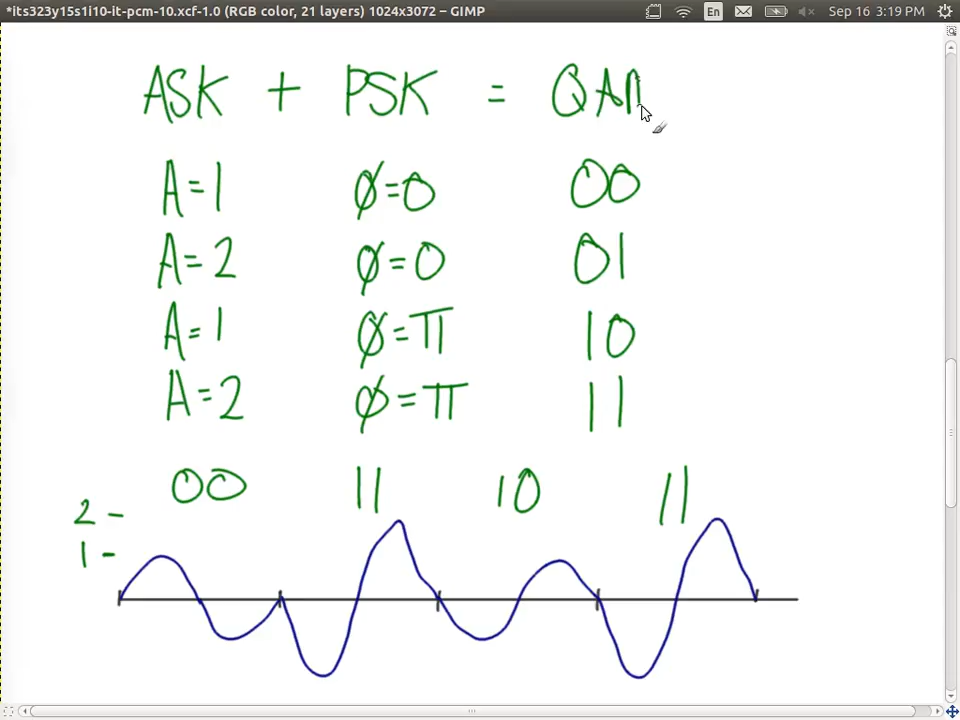 *its323y15s1i10-it-pcm-10.xcf-1.0 (RGB color, 21 layers) 1024x3072 – GIMP En Sep 16 3:19 PM
ASK + PSK = QAM
A=1 ø=0 00
A=2 ø=0 01
A=1 ø=π 10
A=2 ø=π 11
00 11 10 11
2 -
1 -